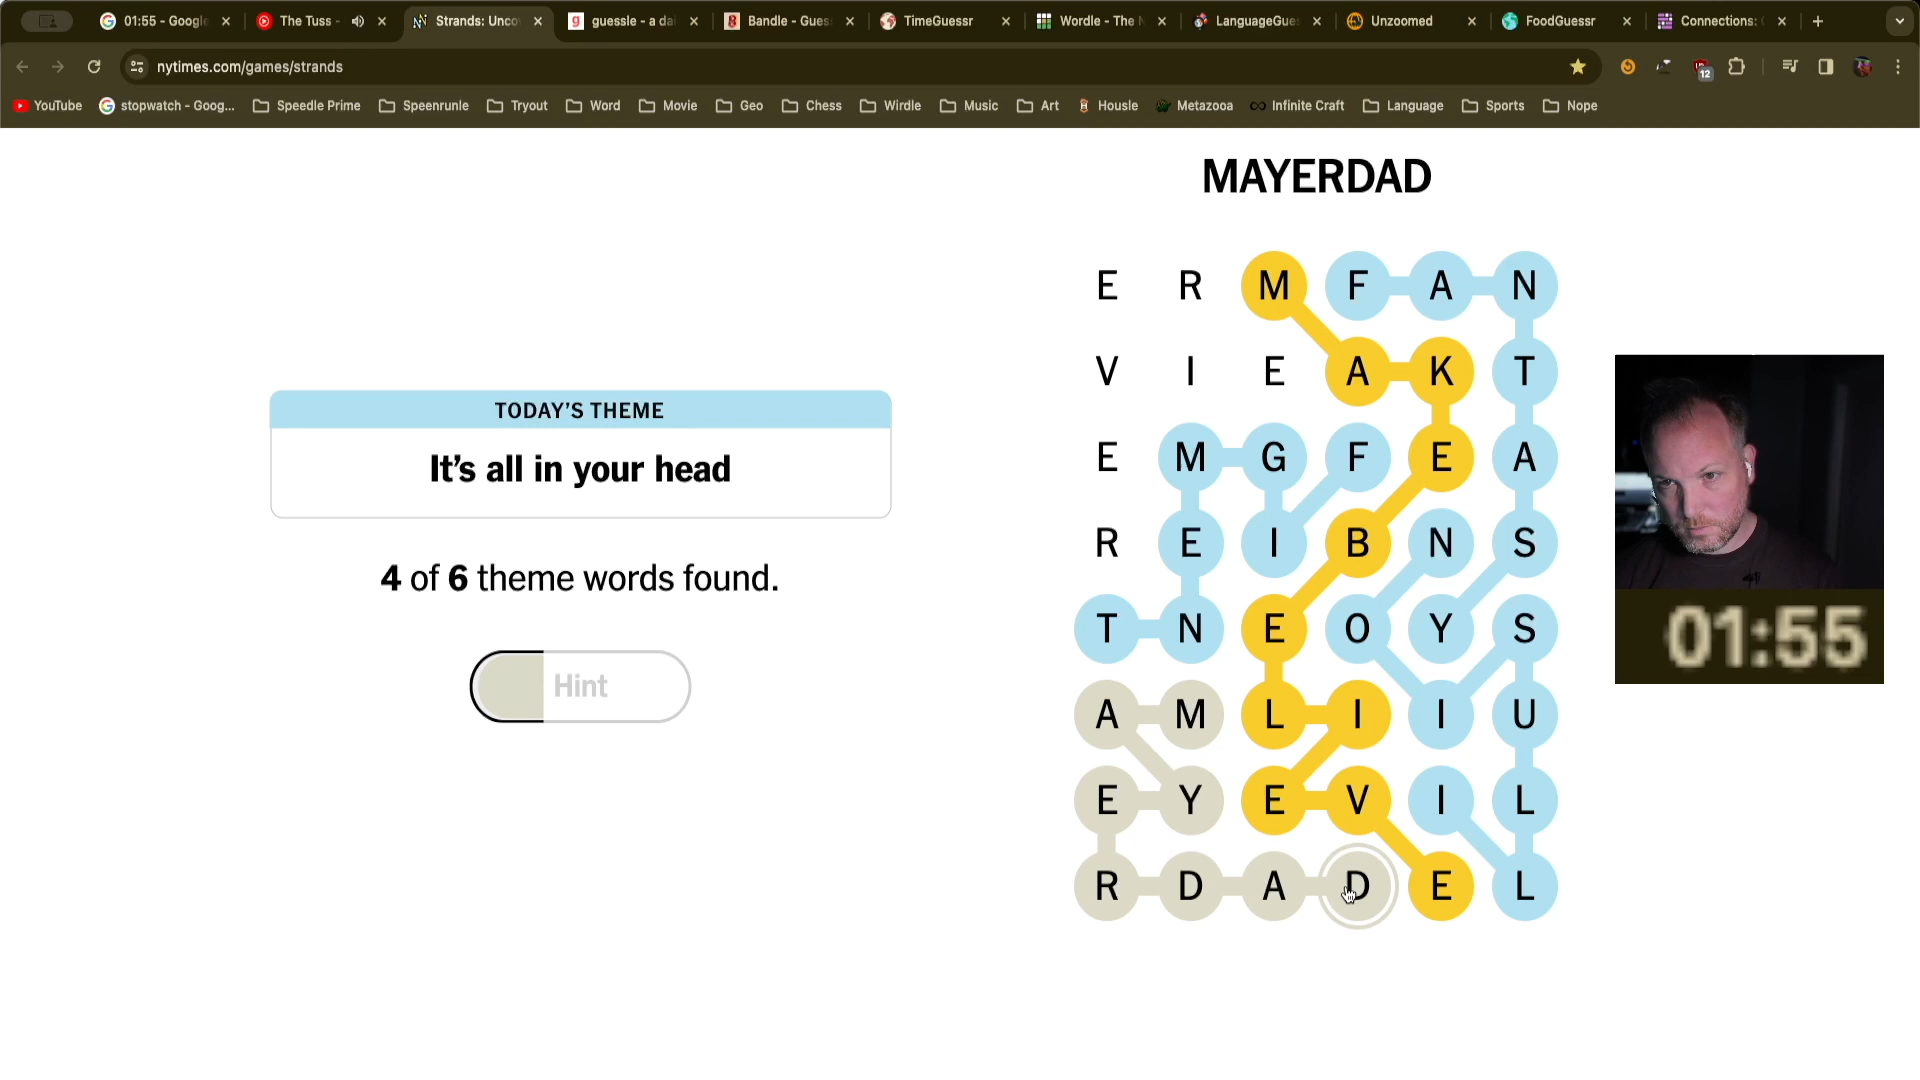 01:55 - Google
The Tuss -
Strands: Unco
guessle - a dai
Bandle - Gues
TimeGuessr
Wordle - The N
LanguageGue
Unzoomed
FoodGuessr
Connections:
nytimes.com/games/strands
12
YouTube
stopwatch - Goog...
Speedle Prime
Speenrunle
Tryout
Word
Movie
Geo
Chess
Wirdle
Music
Art
Housle
Metazooa
Infinite Craft
Language
Sports
Nope
MAYERDAD
TODAY'S THEME
It's all in your head
4 of 6 theme words found.
Hint
E R M F A N
V I E A K T
E M G F E A
R E I B N S
T N E O Y S
A M L I I U
E Y E V I L
R D A D E L
01:55